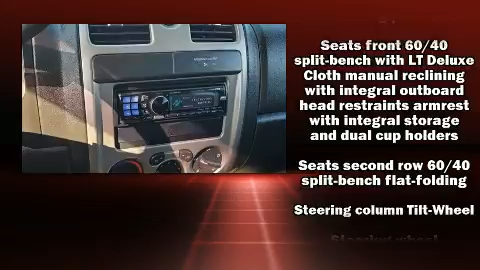 Seats front 60/40
split-bench with LT Deluxe
Cloth manual reclining
with integral outboard
head restraints armrest
with integral storage
and dual cup holders
Seats second row 60/40
split-bench flat-folding
Steering column Tilt-Wheel
Steering wheel